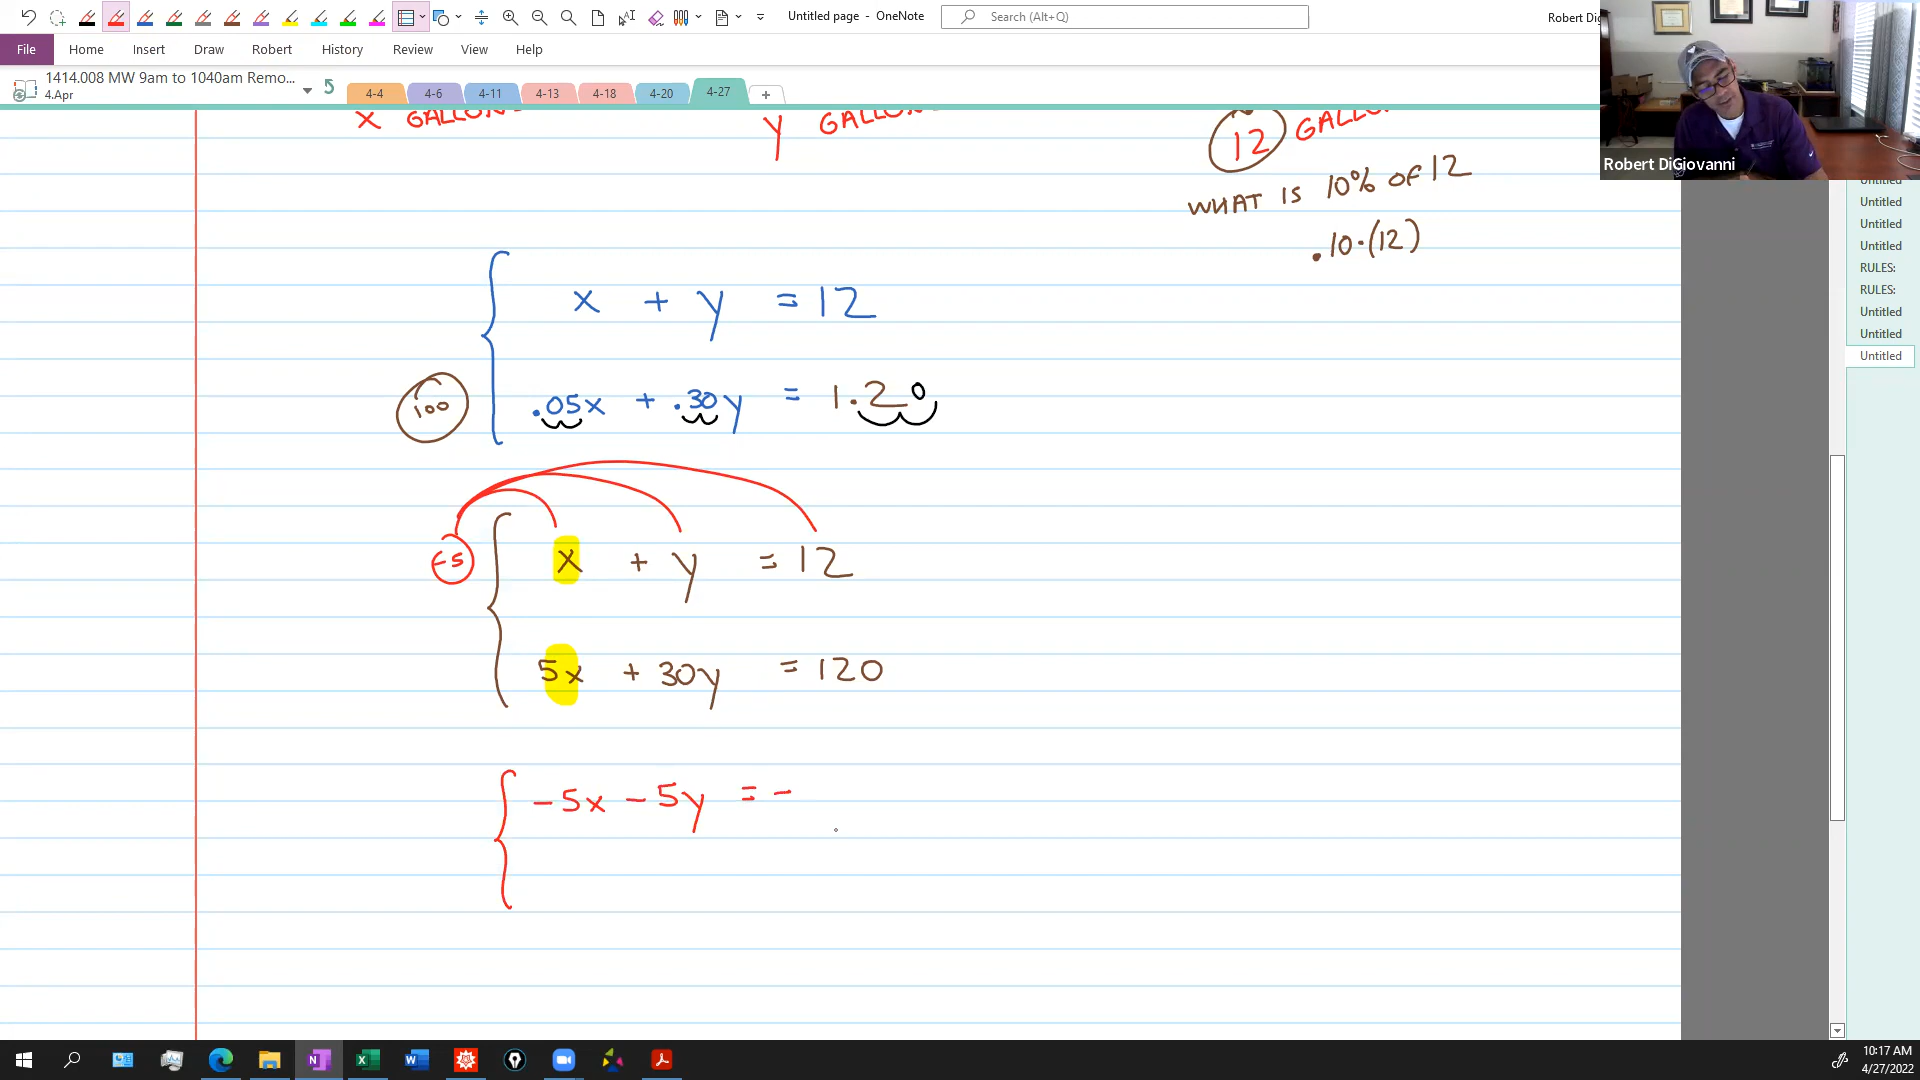 Untitled page - OneNote
Search (Alt+Q)
Robert Di
File Home Insert Draw Robert History Review View Help
1414.008 MW 9am to 1040am Remo...
4.Apr
4-4 4-6 4-11 4-13 4-18 4-20 4-27
Robert DiGiovanni
x GALLON
y GALLON
12 GALLO
WHAT IS 10% OF 12
.10·(12)
x + y = 12
100 .05x + .30y = 1.20
-5 x + y = 12
5x + 30y = 120
-5x - 5y = -
Untitled
Untitled
Untitled
Untitled
RULES:
RULES:
Untitled
Untitled
Untitled
10:17 AM
4/27/2022